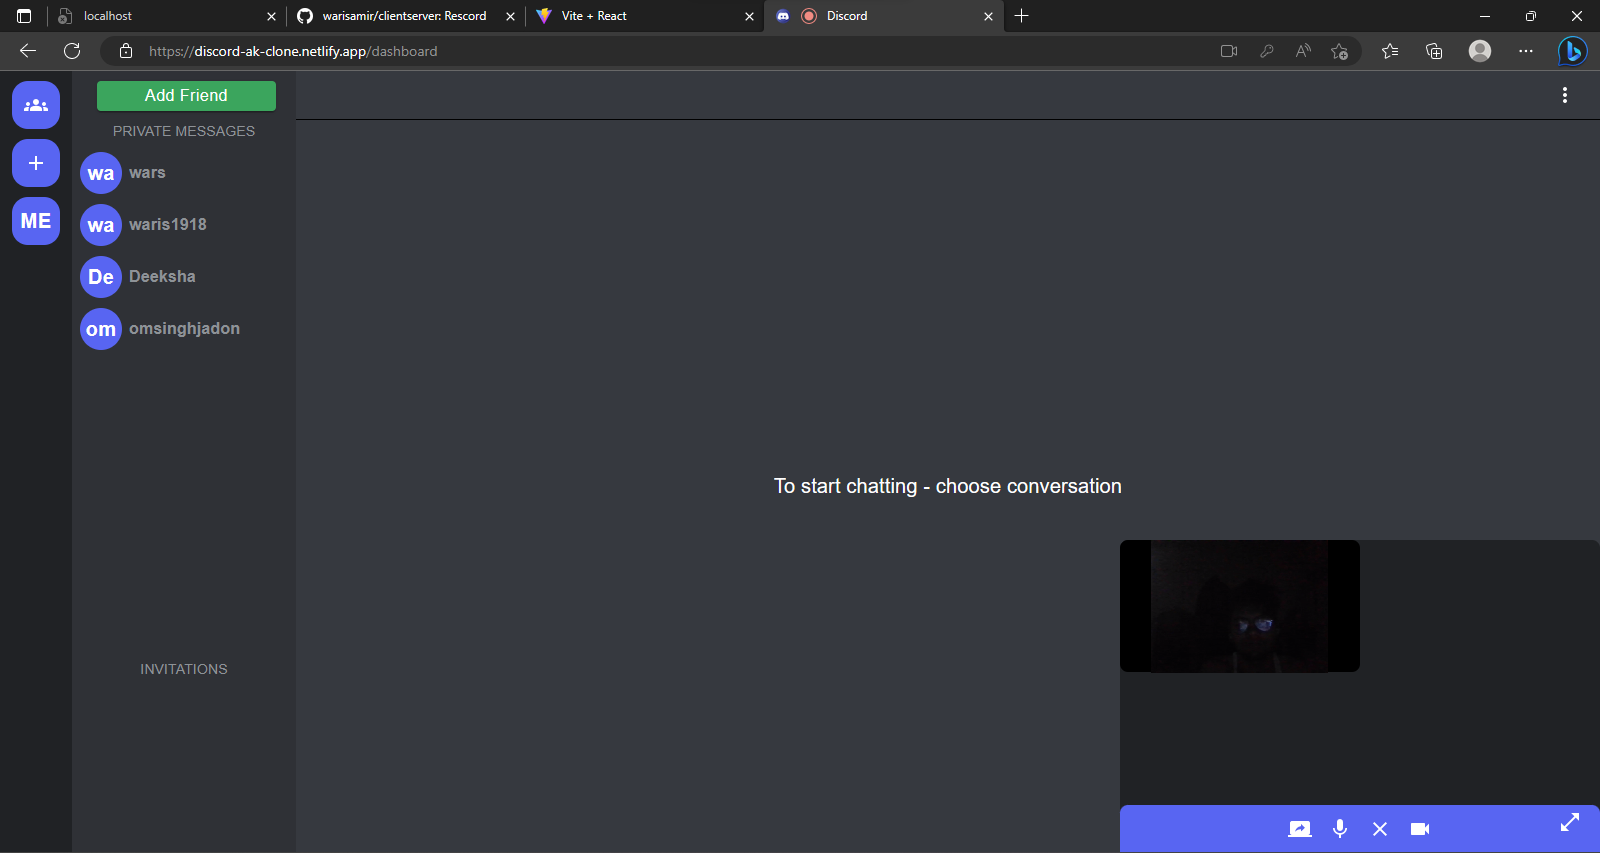 localhost
warisamir/clientserver: Rescord
Vite + React
Discord
https://discord-ak-clone.netlify.app/dashboard
Add Friend
PRIVATE MESSAGES
wa wars
wa waris1918
De Deeksha
om omsinghjadon
ME
To start chatting - choose conversation
INVITATIONS